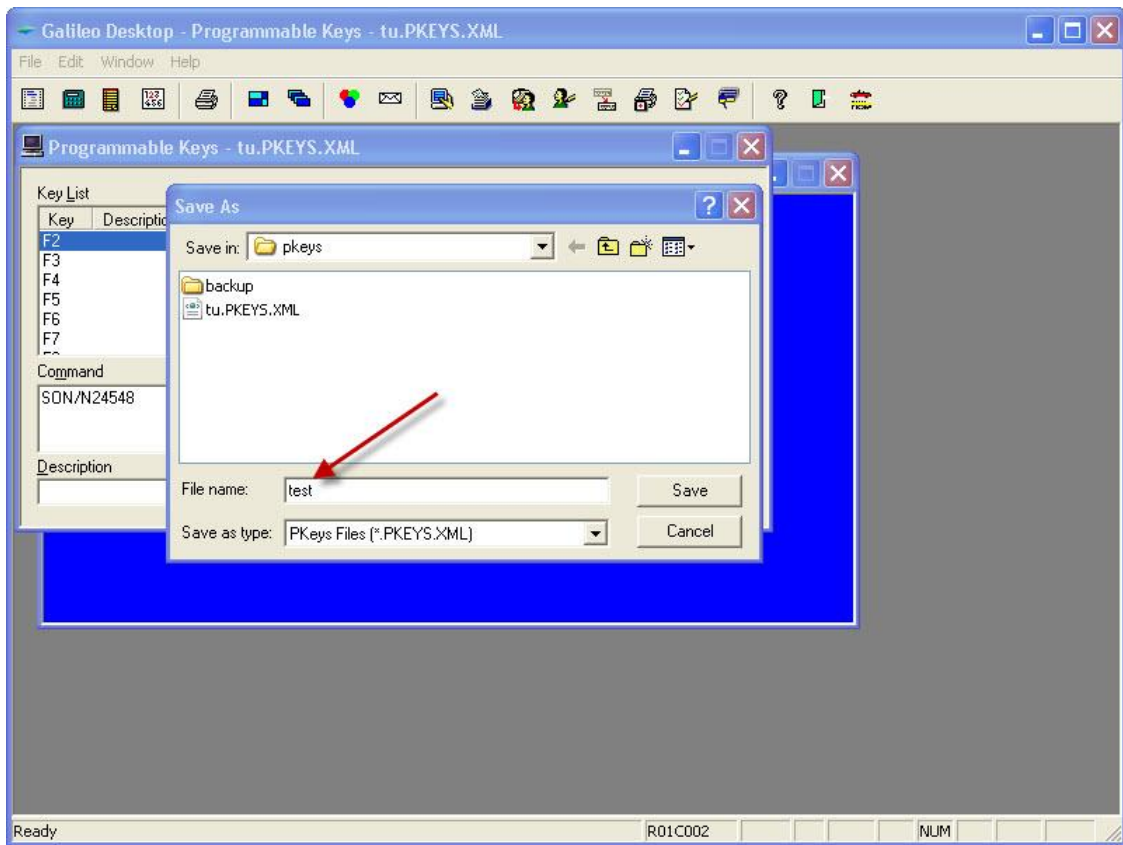 Galileo Desktop - Programmable Keys - tu.PKEYS.XML
File Edit Window Help
Programmable Keys - tu.PKEYS.XML
Key List
Key Descriptio
F2
F3
F4
F5
F6
F7
Command
SON/N24548
Description
Save As
Save in: pkeys
backup
tu.PKEYS.XML
File name: test
Save
Save as type: PKeys Files (*.PKEYS.XML)
Cancel
Ready R01C002 NUM